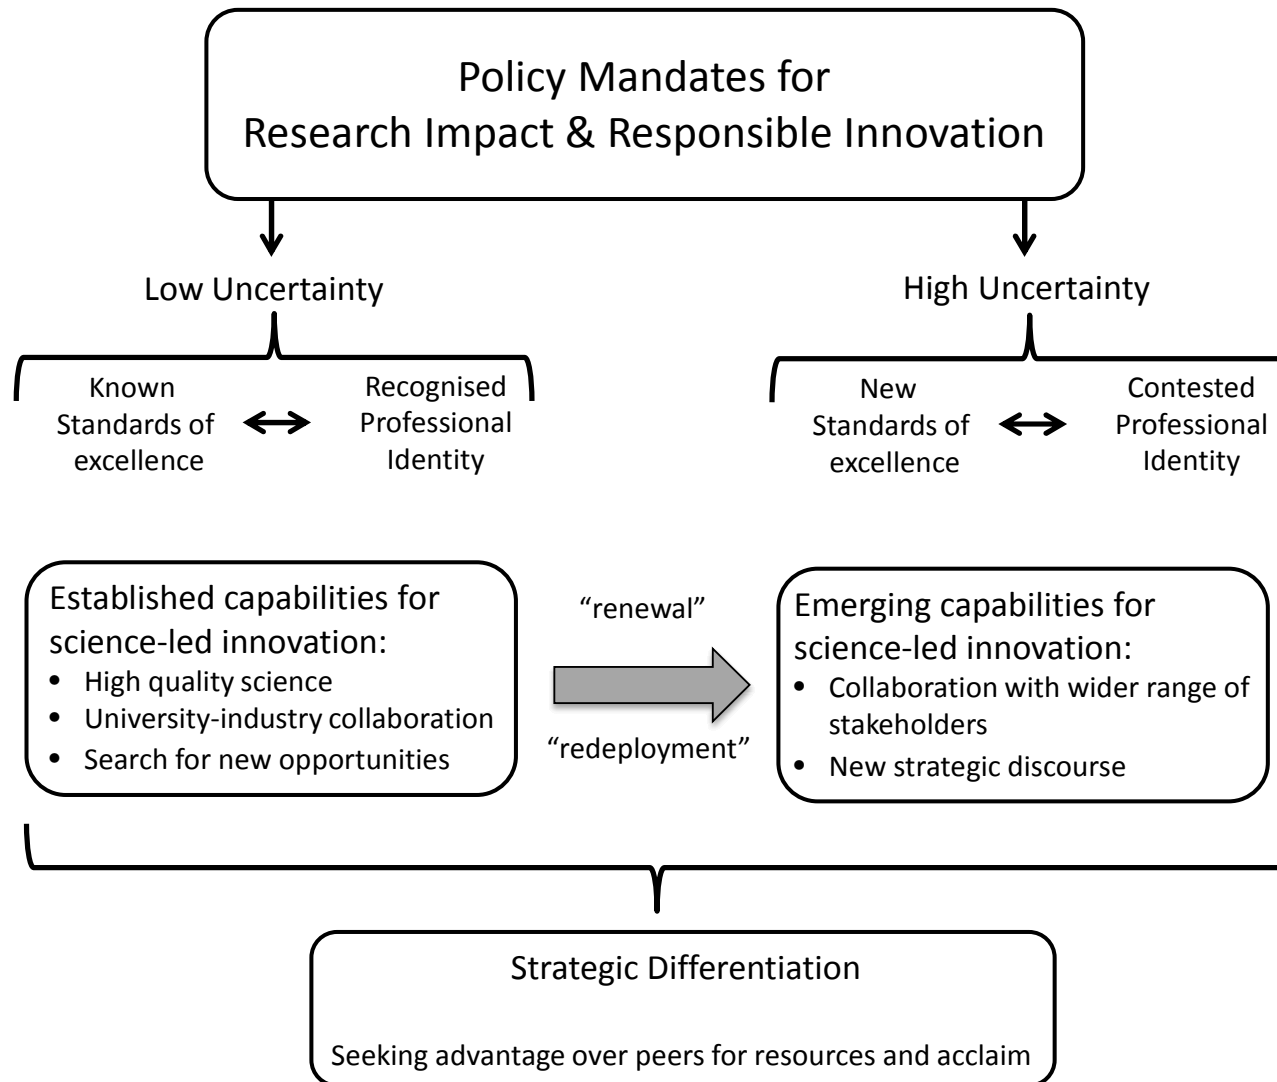 Policy Mandates for
Research Impact & Responsible Innovation
Low Uncertainty
High Uncertainty
Known
Standards of
excellence
Recognised
Professional
Identity
New
Standards of
excellence
Contested
Professional
Identity
Established capabilities for
science-led innovation:
• High quality science
• University-industry collaboration
• Search for new opportunities
“renewal”
“redeployment”
Emerging capabilities for
science-led innovation:
• Collaboration with wider range of
stakeholders
• New strategic discourse
Strategic Differentiation
Seeking advantage over peers for resources and acclaim